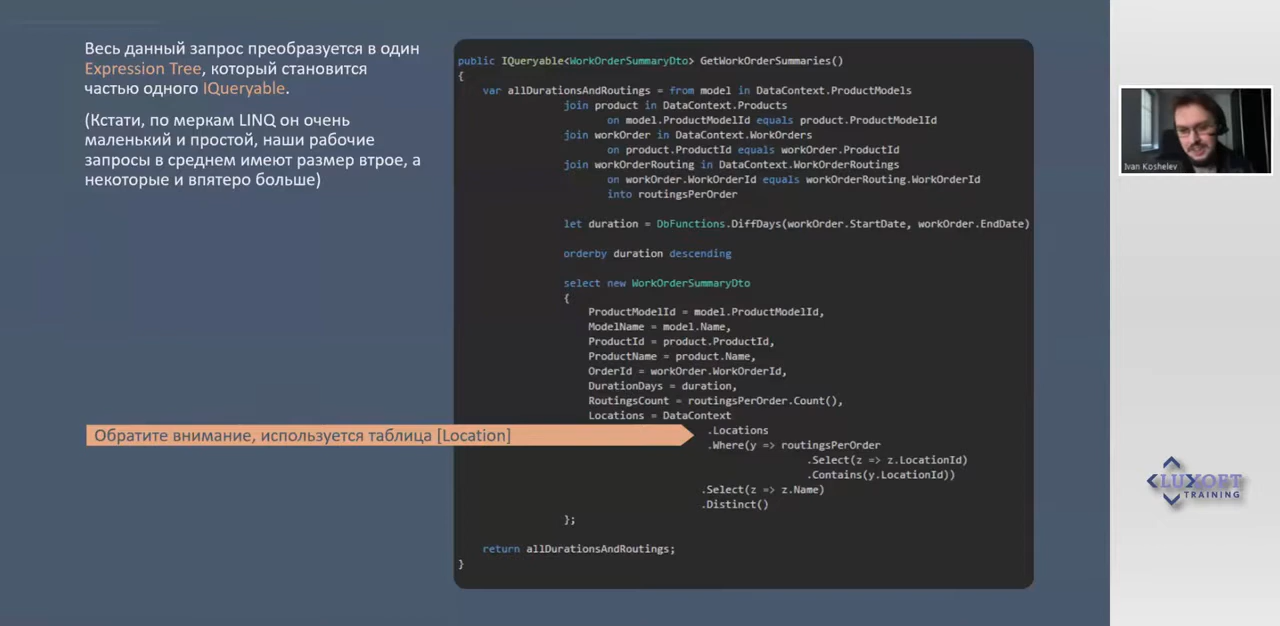 Весь данный запрос преобразуется в один
Expression Tree, который становится
частью одного IQueryable.
(Кстати, по меркам LINQ он очень
маленький и простой, наши рабочие
запросы в среднем имеют размер втрое, а
некоторые и впятеро больше)
Обратите внимание, используется таблица [Location]
public IQueryable<WorkOrderSummaryDto> GetWorkOrderSummaries()
{
var allDurationsAndRoutings = from model in DataContext.ProductModels
join product in DataContext.Products
on model.ProductModelId equals product.ProductModelId
join workOrder in DataContext.WorkOrders
on product.ProductId equals workOrder.ProductId
join workOrderRouting in DataContext.WorkOrderRoutings
on workOrder.WorkOrderId equals workOrderRouting.WorkOrderId
into routingsPerOrder
let duration = DbFunctions.DiffDays(workOrder.StartDate, workOrder.EndDate)
orderby duration descending
select new WorkOrderSummaryDto
{
ProductModelId = model.ProductModelId,
ModelName = model.Name,
ProductId = product.ProductId,
ProductName = product.Name,
OrderId = workOrder.WorkOrderId,
DurationDays = duration,
RoutingsCount = routingsPerOrder.Count(),
Locations = DataContext
.Locations
.Where(y => routingsPerOrder
.Select(z => z.LocationId)
.Contains(y.LocationId))
.Select(z => z.Name)
.Distinct()
};
return allDurationsAndRoutings;
}
Ivan Koshelev
LUXOFT
TRAINING